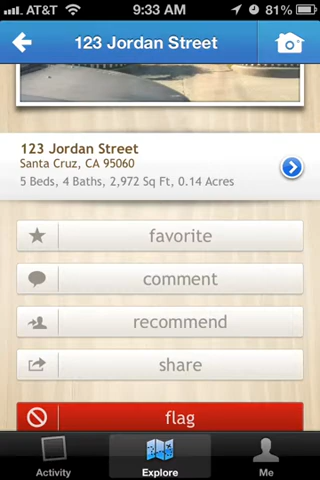 AT&T 9:33 AM 81%
123 Jordan Street
123 Jordan Street
Santa Cruz, CA 95060
5 Beds, 4 Baths, 2,972 Sq Ft, 0.14 Acres
favorite
comment
recommend
share
flag
Activity Explore Me